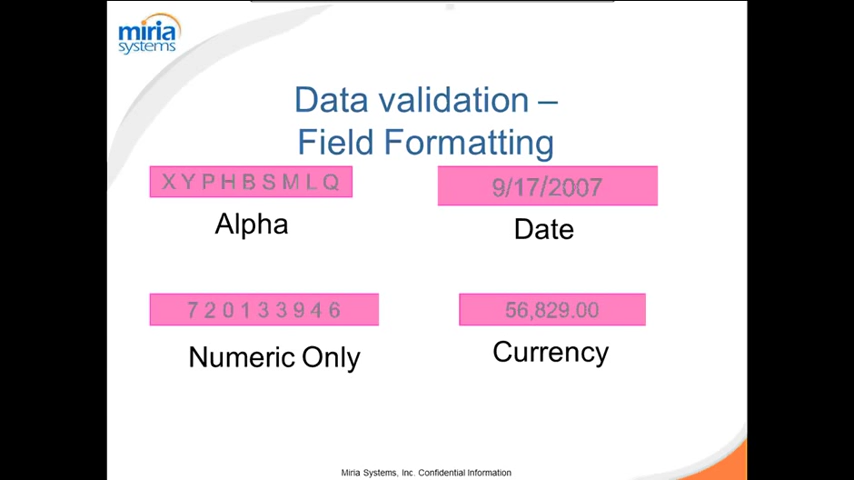 miria
systems
Data validation –
Field Formatting
X Y P H B S M L Q
9/17/2007
Alpha
Date
7 2 0 1 3 3 9 4 6
56,829.00
Numeric Only
Currency
Miria Systems, Inc. Confidential Information